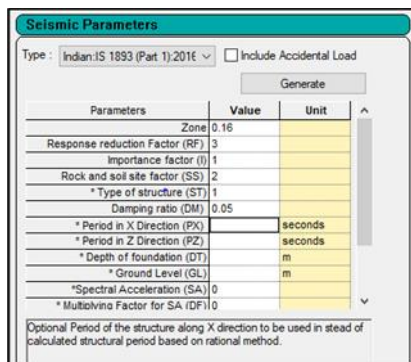 Seismic Parameters
Type : Indian:IS 1893 (Part 1):2016 Include Accidental Load
Generate
Parameters Value Unit
Zone 0.16
Response reduction Factor (RF) 3
Importance factor (I) 1
Rock and soil site factor (SS) 2
* Type of structure (ST) 1
Damping ratio (DM) 0.05
* Period in X Direction (PX) seconds
* Period in Z Direction (PZ) seconds
* Depth of foundation (DT) m
* Ground Level (GL) m
*Spectral Acceleration (SA) 0
* Multiplying Factor for SA (DF) 0
Optional Period of the structure along X direction to be used in stead of
calculated structural period based on rational method.